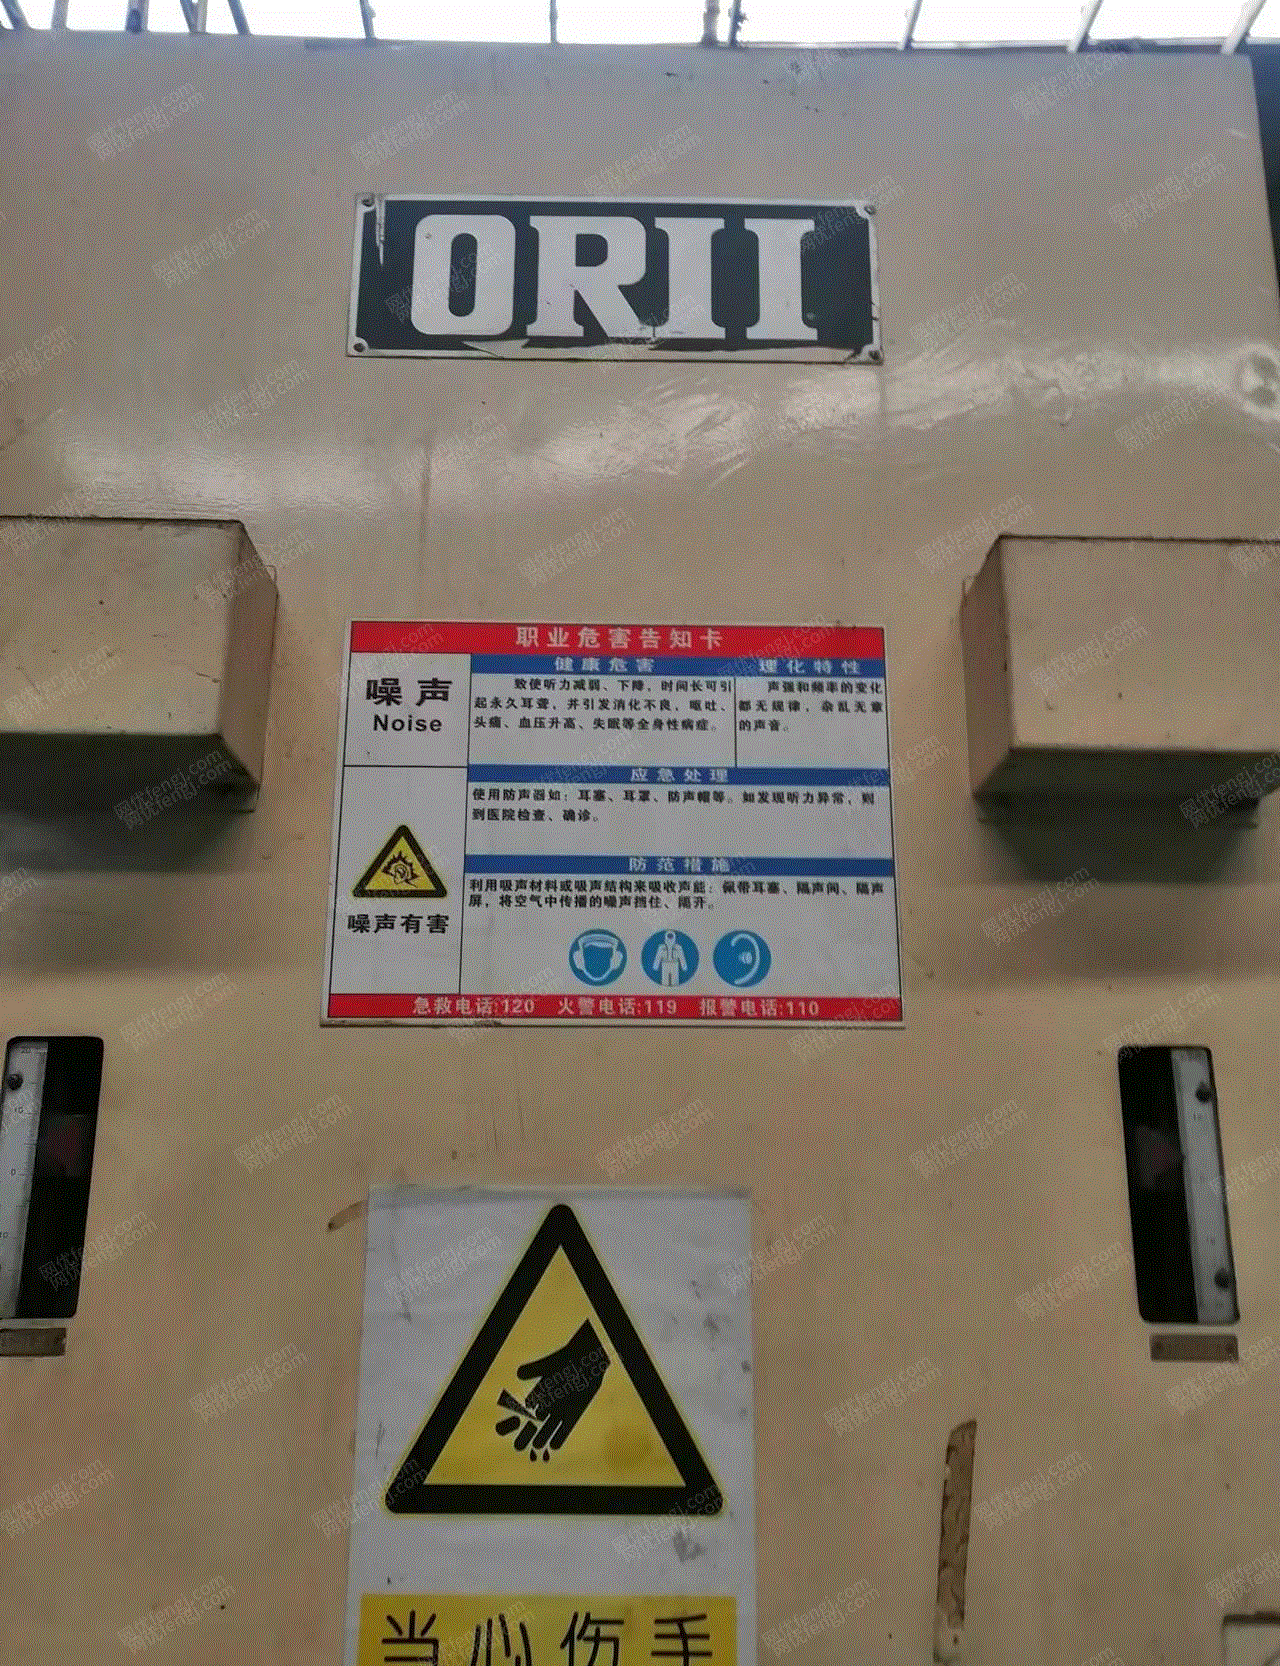 ORII
职业危害告知卡
噪声
Noise
健康危害
致使听力减弱、下降，时间长可引
起永久耳聋，并引发消化不良，呕吐、
头痛、血压升高、失眠等全身性病症。
理化特性
声强和频率的变化
都无规律，杂乱无章
的声音。
应急处理
使用防声器如：耳塞、耳罩、防声帽等。如发现听力异常，则
到医院检查、确诊。
噪声有害
防范措施
利用吸声材料或吸声结构来吸收声能；佩带耳塞、隔声间、隔声
屏，将空气中传播的噪声挡住、隔开。
急救电话:120 火警电话:119 报警电话:110
当心伤手
网优fengj.com